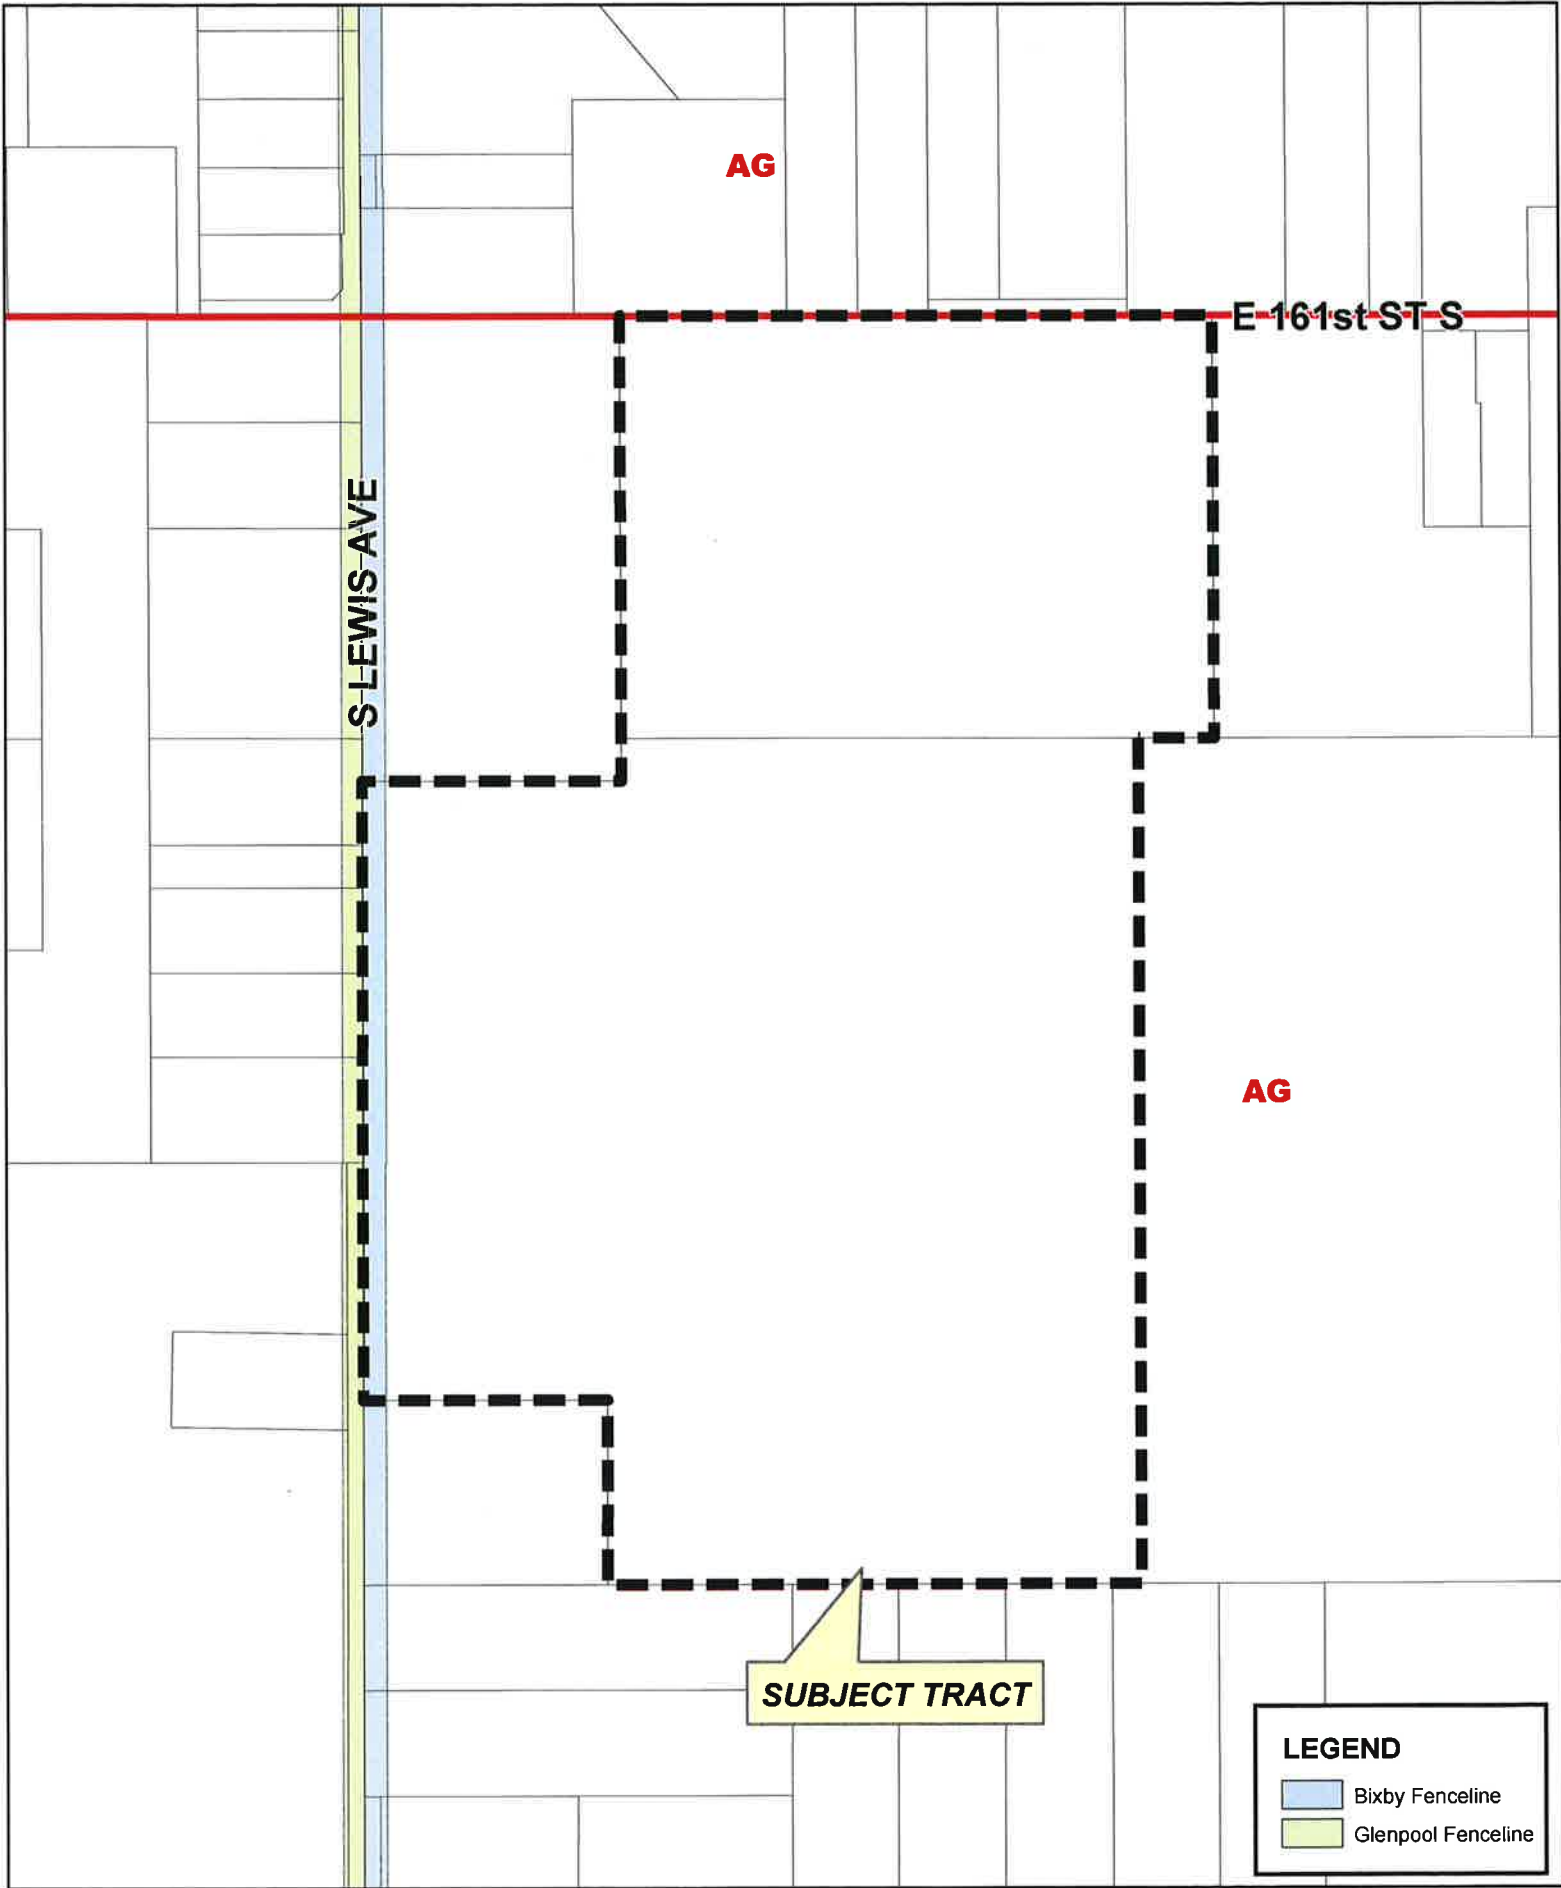 AG
E 161st ST S
S LEWIS AVE
AG
SUBJECT TRACT
LEGEND
Bixby Fenceline
Glenpool Fenceline